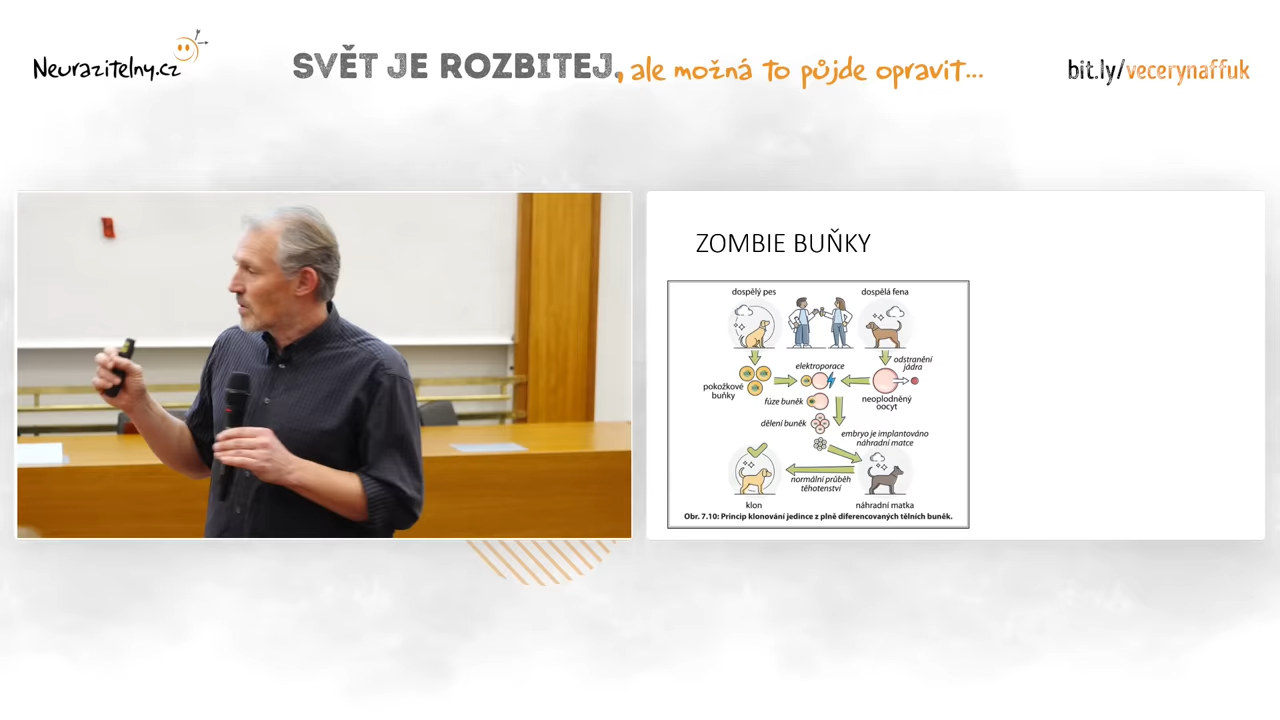 Neurazitelny.cz
SVĚT JE ROZBITEJ, ale možná to půjde opravit...
bit.ly/vecerynaffuk
ZOMBIE BUŇKY
dospělý pes
dospělá fena
odstranění
jádra
elektroporace
pokožkové
buňky
neoplodněný
oocyt
fúze buněk
dělení buněk
embryo je implantováno
náhradní matce
normální průběh
těhotenství
klon
náhradní matka
Obr. 7.10: Princip klonování jedince z plně diferencovaných tělních buněk.